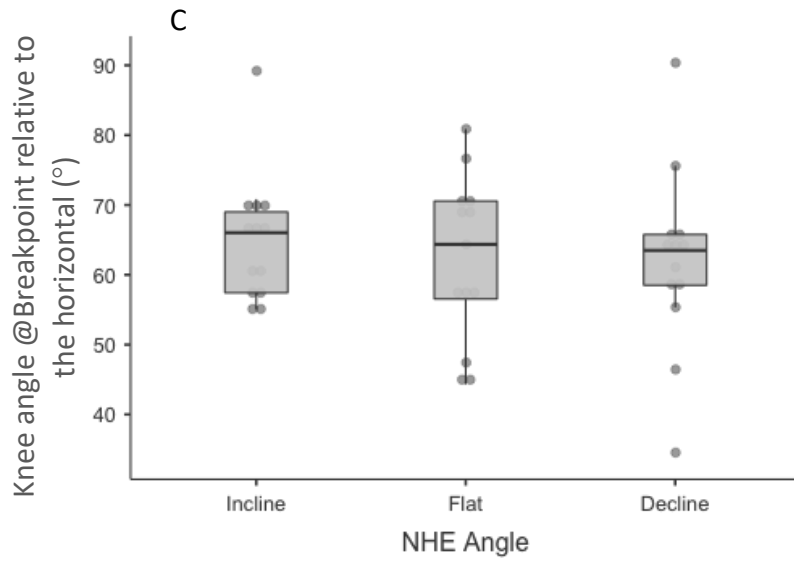 C
Knee angle @Breakpoint relative to
the horizontal (°)
90
80
70
60
50
40
Incline Flat Decline
NHE Angle